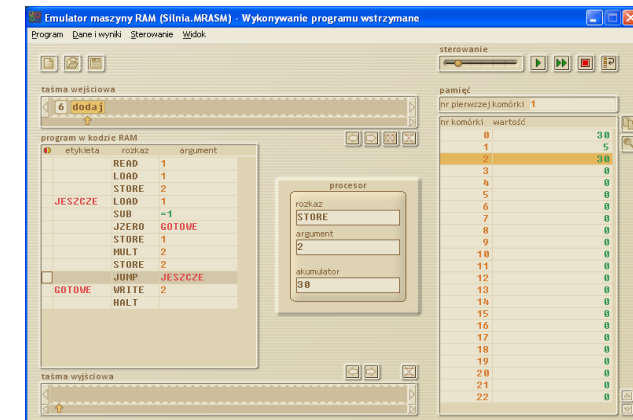 Emulator maszyny RAM (Silnia.MRASM) - Wykonywanie programu wstrzymane
Program Dane i wyniki Sterowanie Widok
sterowanie
taśma wejściowa
6 dodaj
pamięć
nr pierwszej komórki 1
program w kodzie RAM
etykieta rozkaz argument
READ 1
LOAD 1
STORE 2
JESZCZE LOAD 1
SUB =1
JZERO GOTOWE
STORE 1
MULT 2
STORE 2
JUMP JESZCZE
GOTOWE WRITE 2
HALT
procesor
rozkaz
STORE
argument
2
akumulator
30
nr komórki wartość
0 30
1 5
2 30
3 0
4 0
5 0
6 0
7 0
8 0
9 0
10 0
11 0
12 0
13 0
14 0
15 0
16 0
17 0
18 0
19 0
20 0
21 0
22 0
taśma wyjściowa